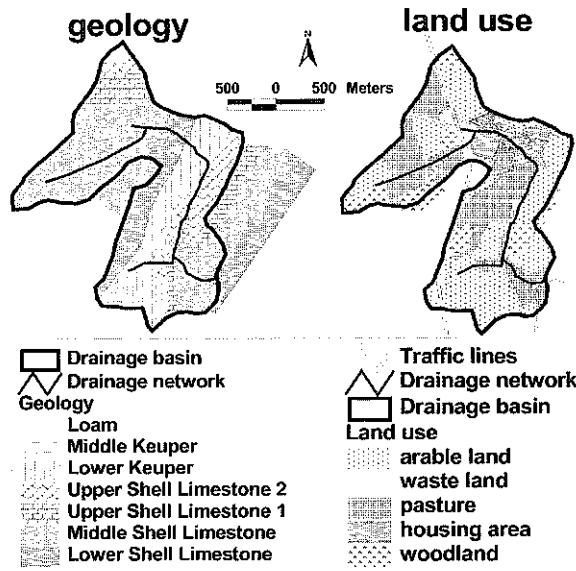 geology
land use
N
500 0 500 Meters
Drainage basin
Drainage network
Geology
Loam
Middle Keuper
Lower Keuper
Upper Shell Limestone 2
Upper Shell Limestone 1
Middle Shell Limestone
Lower Shell Limestone
Traffic lines
Drainage network
Drainage basin
Land use
arable land
waste land
pasture
housing area
woodland